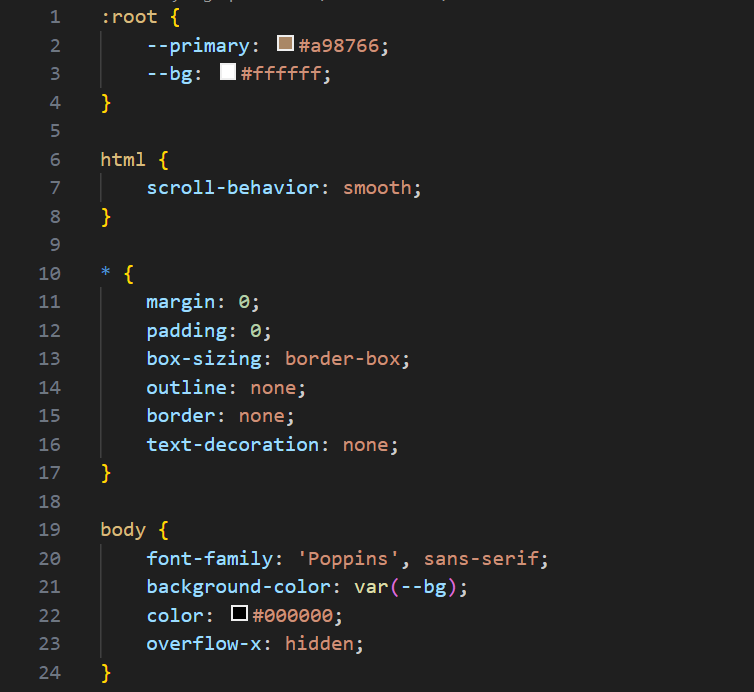 1 :root {
2     --primary: #a98766;
3     --bg: #ffffff;
4 }
5
6 html {
7     scroll-behavior: smooth;
8 }
9
10 * {
11     margin: 0;
12     padding: 0;
13     box-sizing: border-box;
14     outline: none;
15     border: none;
16     text-decoration: none;
17 }
18
19 body {
20     font-family: 'Poppins', sans-serif;
21     background-color: var(--bg);
22     color: #000000;
23     overflow-x: hidden;
24 }